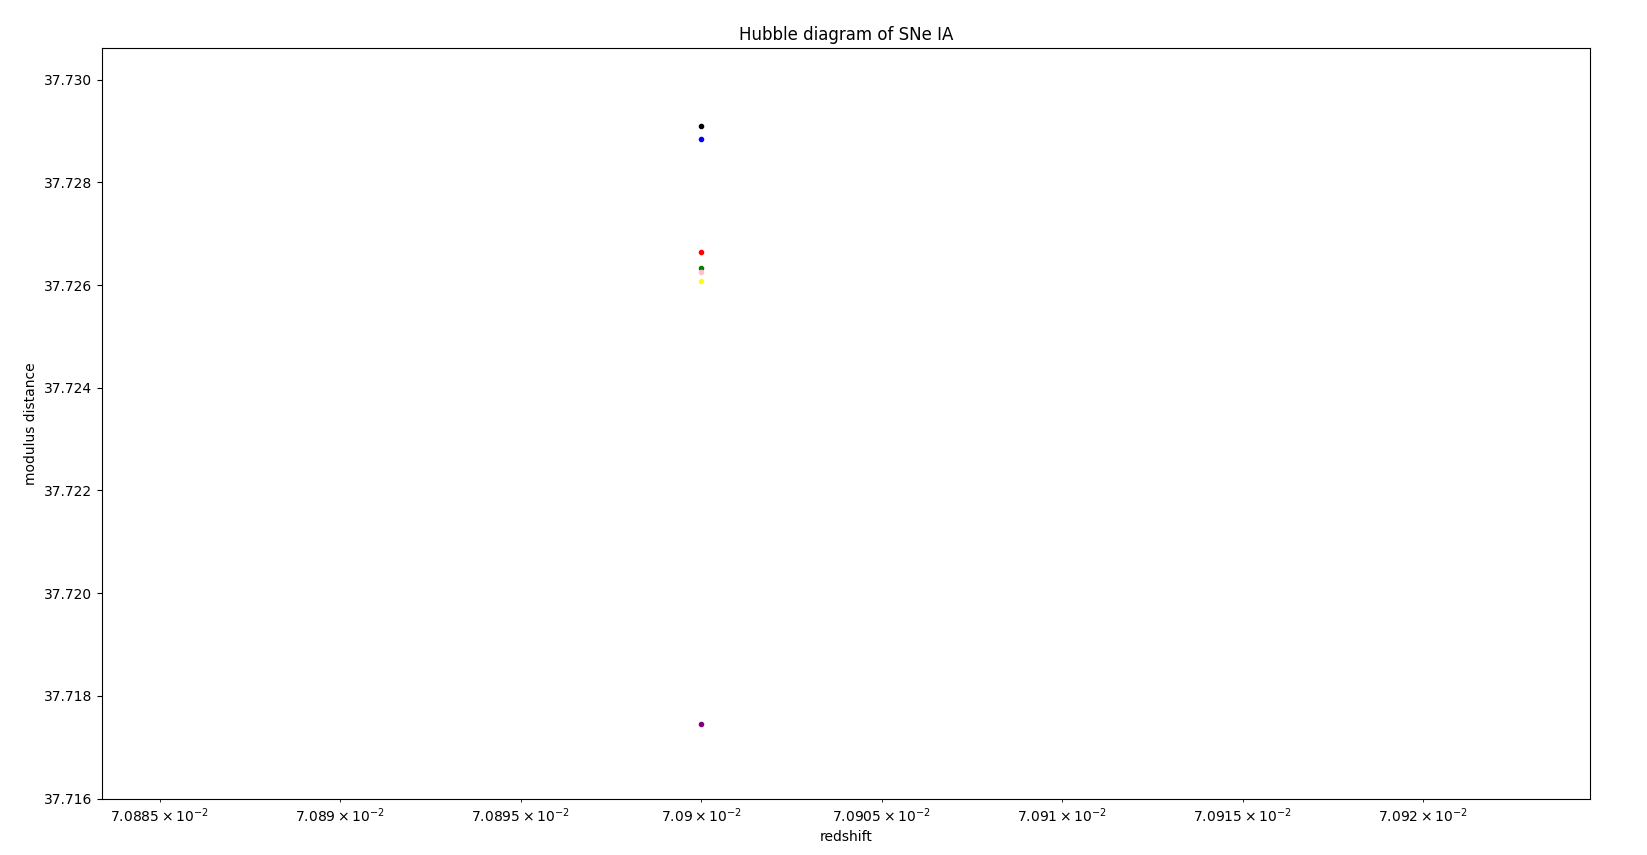 Hubble diagram of SNe IA
37.730
37.728
37.726
37.724
37.722
37.720
37.718
37.716
modulus distance
7.0885 × 10⁻² 7.089 × 10⁻² 7.0895 × 10⁻² 7.09 × 10⁻² 7.0905 × 10⁻² 7.091 × 10⁻² 7.0915 × 10⁻² 7.092 × 10⁻²
redshift